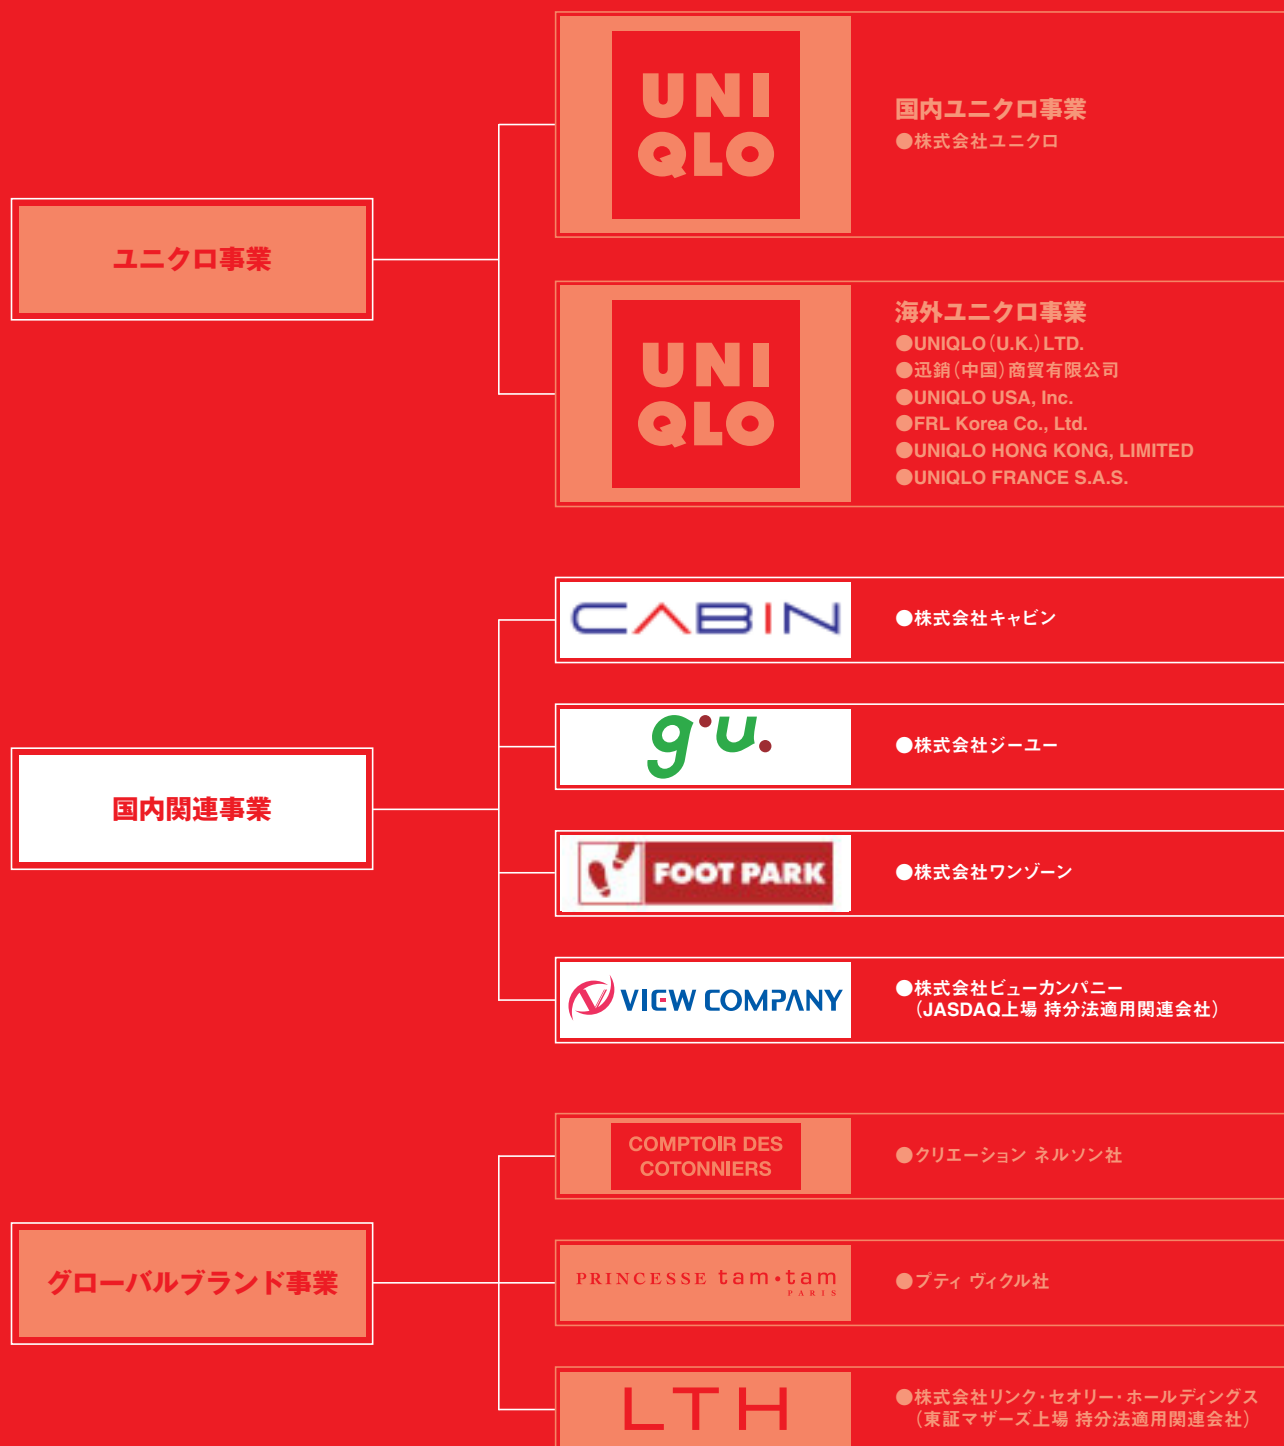 ユニクロ事業
UNI
QLO
国内ユニクロ事業
●株式会社ユニクロ
UNI
QLO
海外ユニクロ事業
●UNIQLO（U.K.）LTD.
●迅銷（中国）商貿有限公司
●UNIQLO USA, Inc.
●FRL Korea Co., Ltd.
●UNIQLO HONG KONG, LIMITED
●UNIQLO FRANCE S.A.S.
国内関連事業
CABIN
●株式会社キャビン
g.u.
●株式会社ジーユー
FOOT PARK
●株式会社ワンゾーン
VIEW COMPANY
●株式会社ビューカンパニー
（JASDAQ上場 持分法適用関連会社）
グローバルブランド事業
COMPTOIR DES
COTONNIERS
●クリエーション ネルソン社
PRINCESSE tam•tam
PARIS
●プティ ヴィクル社
LTH
●株式会社リンク・セオリー・ホールディングス
（東証マザーズ上場 持分法適用関連会社）